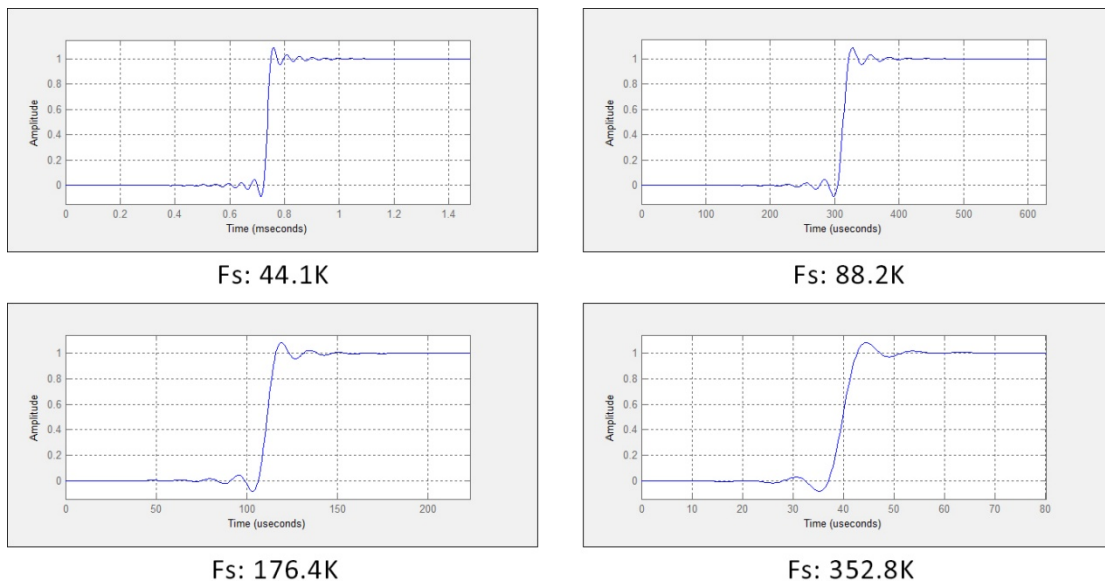 1
0.8
0.6
0.4
0.2
0
Amplitude
0 0.2 0.4 0.6 0.8 1 1.2 1.4
Time (mseconds)
Fs: 44.1K
1
0.8
0.6
0.4
0.2
0
Amplitude
0 100 200 300 400 500 600
Time (useconds)
Fs: 88.2K
1
0.8
0.6
0.4
0.2
0
Amplitude
0 50 100 150 200
Time (useconds)
Fs: 176.4K
1
0.8
0.6
0.4
0.2
0
Amplitude
0 10 20 30 40 50 60 70 80
Time (useconds)
Fs: 352.8K